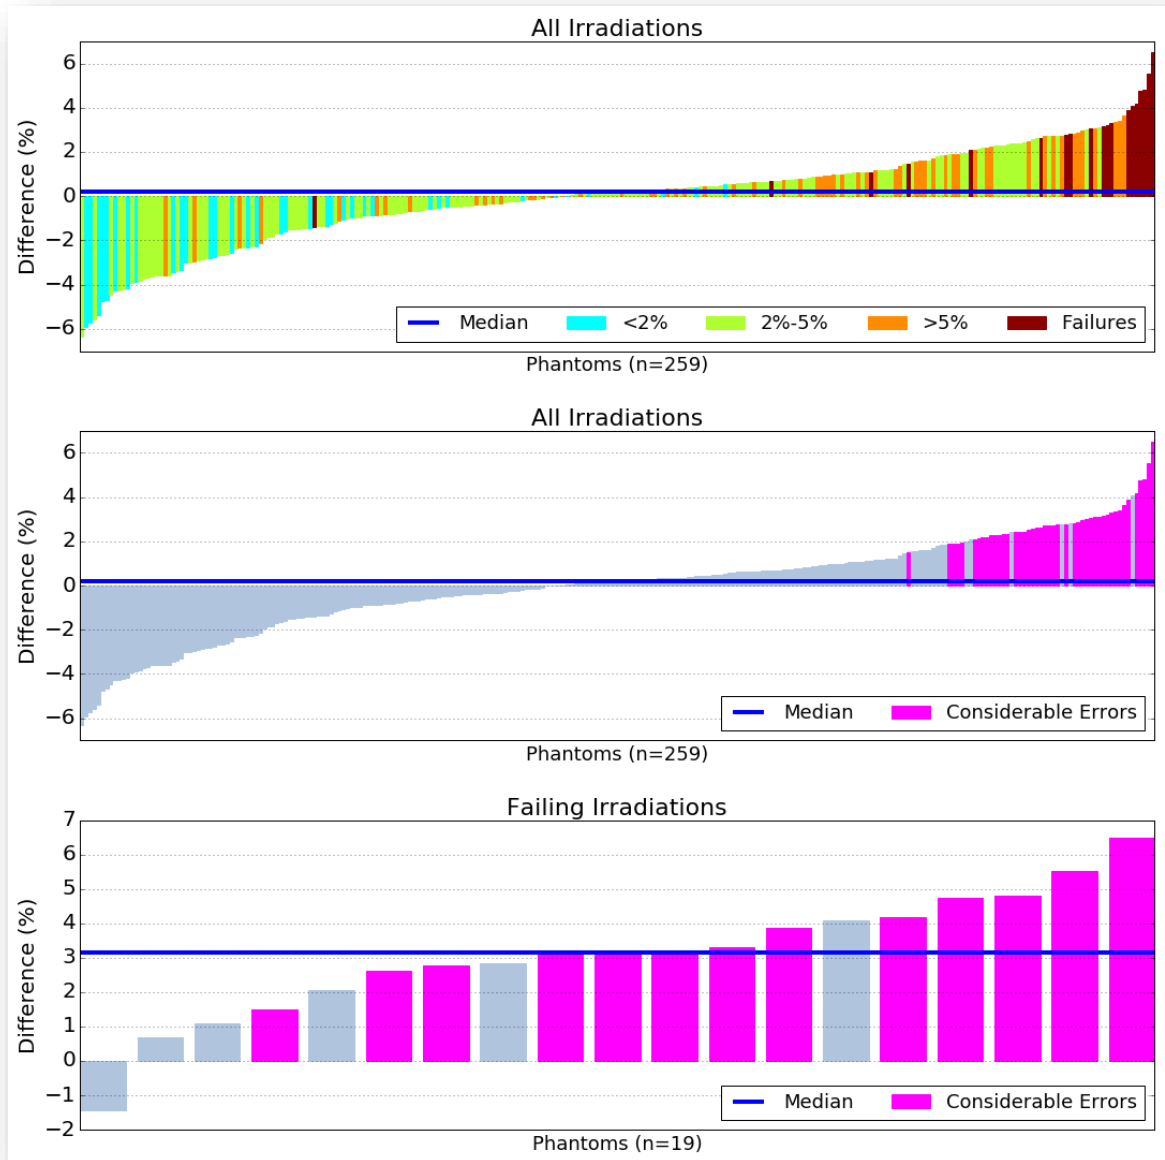 All Irradiations
Difference (%)
6
4
2
0
−2
−4
−6
Median <2% 2%-5% >5% Failures
Phantoms (n=259)
All Irradiations
Difference (%)
6
4
2
0
−2
−4
−6
Median Considerable Errors
Phantoms (n=259)
Failing Irradiations
Difference (%)
7
6
5
4
3
2
1
0
−1
−2
Median Considerable Errors
Phantoms (n=19)